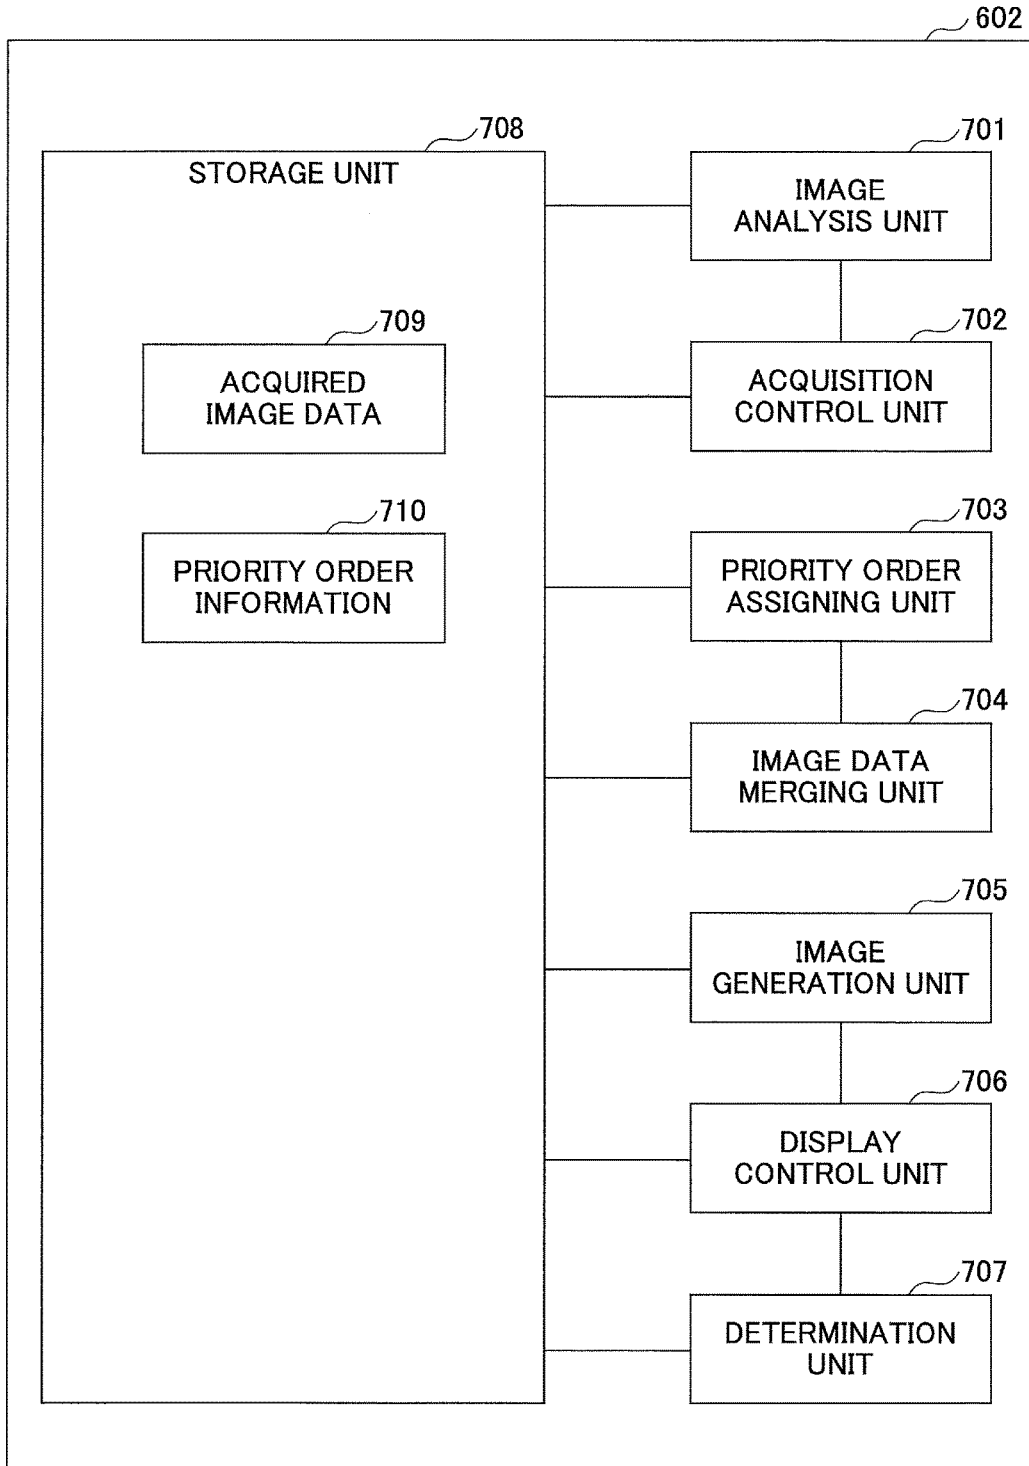 602
708
STORAGE UNIT
701
IMAGE
ANALYSIS UNIT
709
ACQUIRED
IMAGE DATA
702
ACQUISITION
CONTROL UNIT
710
PRIORITY ORDER
INFORMATION
703
PRIORITY ORDER
ASSIGNING UNIT
704
IMAGE DATA
MERGING UNIT
705
IMAGE
GENERATION UNIT
706
DISPLAY
CONTROL UNIT
707
DETERMINATION
UNIT